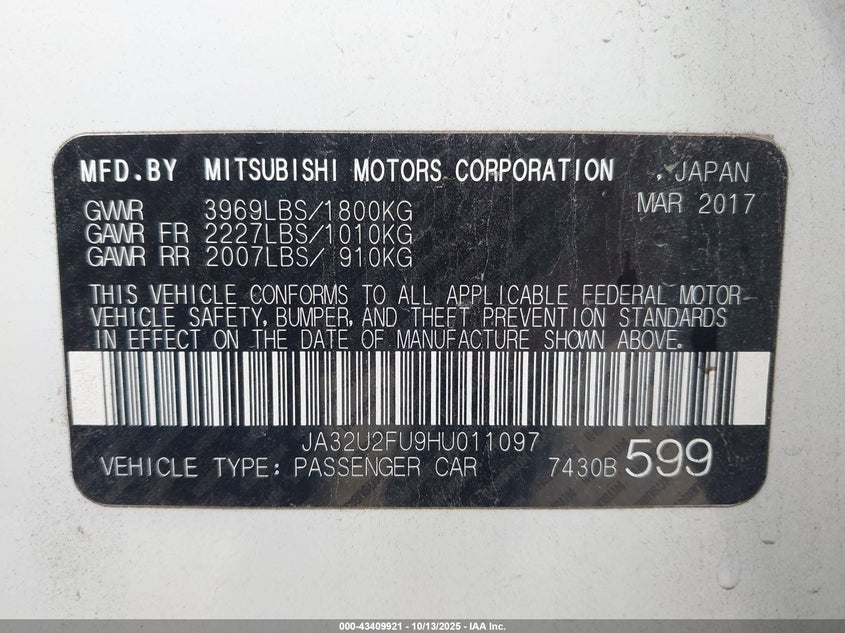 MFD.BY MITSUBISHI MOTORS CORPORATION , JAPAN
MAR 2017
GVWR 3969LBS/1800KG
GAWR FR 2227LBS/1010KG
GAWR RR 2007LBS/ 910KG
THIS VEHICLE CONFORMS TO ALL APPLICABLE FEDERAL MOTOR-
VEHICLE SAFETY, BUMPER, AND THEFT PREVENTION STANDARDS
IN EFFECT ON THE DATE OF MANUFACTURE SHOWN ABOVE.
JA32U2FU9HU011097
VEHICLE TYPE: PASSENGER CAR 7430B 599
000-43409921 - 10/13/2025 - IAA Inc.